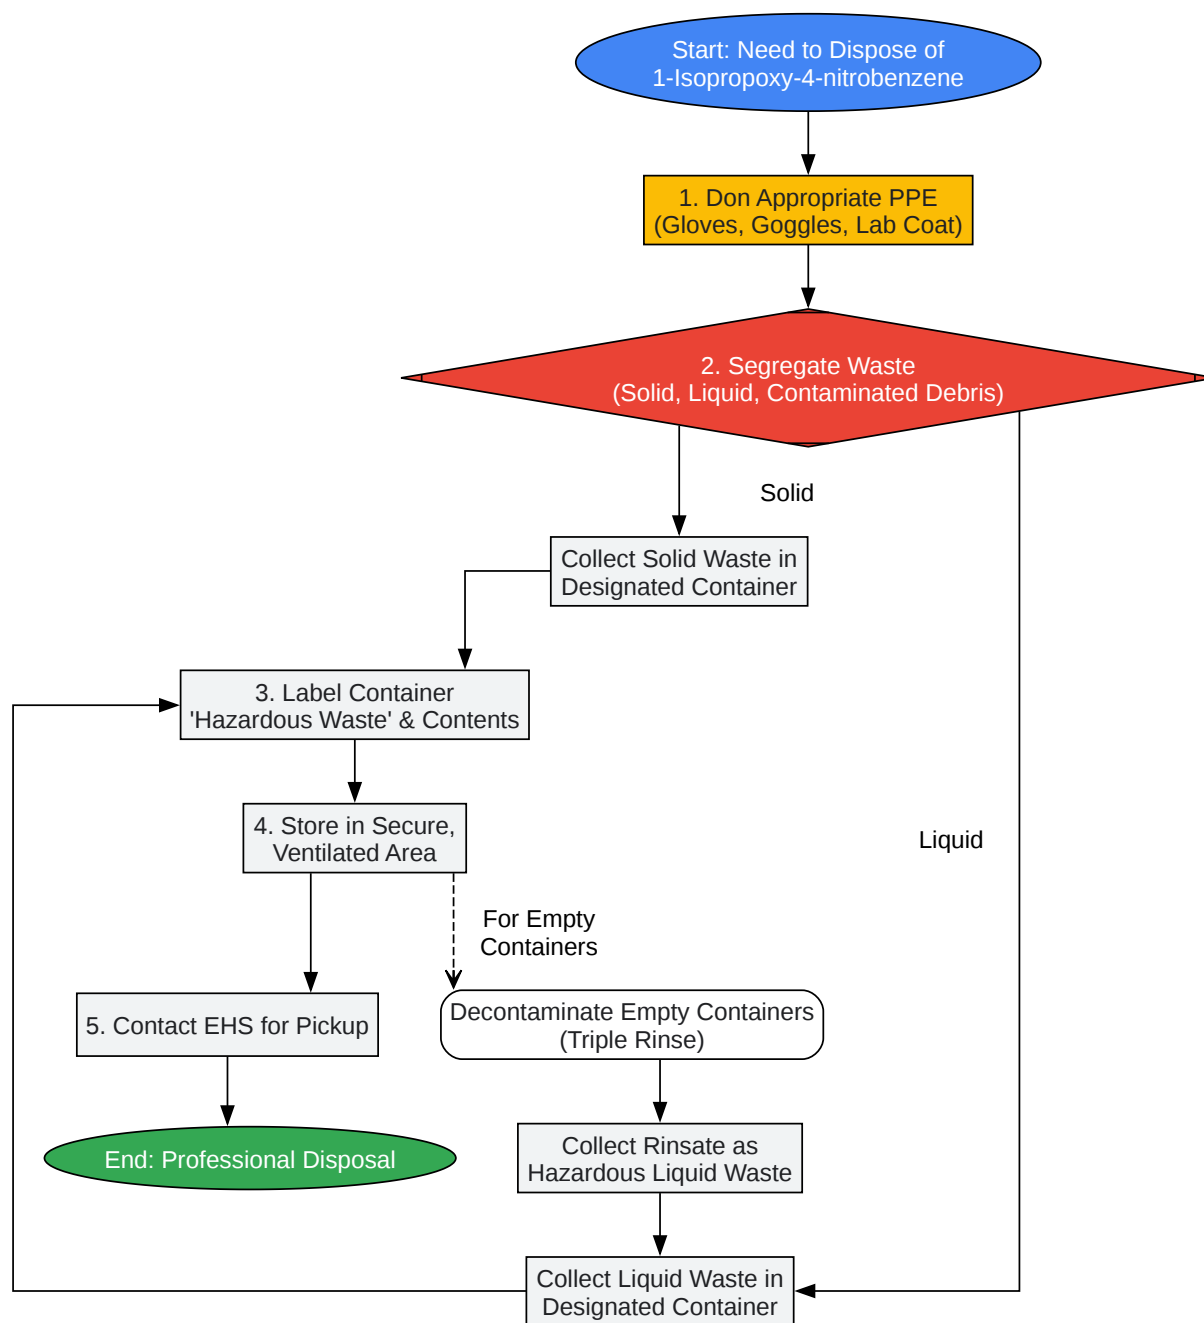 Start: Need to Dispose of
1-Isopropoxy-4-nitrobenzene
1. Don Appropriate PPE
(Gloves, Goggles, Lab Coat)
2. Segregate Waste
(Solid, Liquid, Contaminated Debris)
Solid
Collect Solid Waste in
Designated Container
3. Label Container
'Hazardous Waste' & Contents
4. Store in Secure,
Ventilated Area
Liquid
For Empty
Containers
5. Contact EHS for Pickup
Decontaminate Empty Containers
(Triple Rinse)
End: Professional Disposal
Collect Rinsate as
Hazardous Liquid Waste
Collect Liquid Waste in
Designated Container